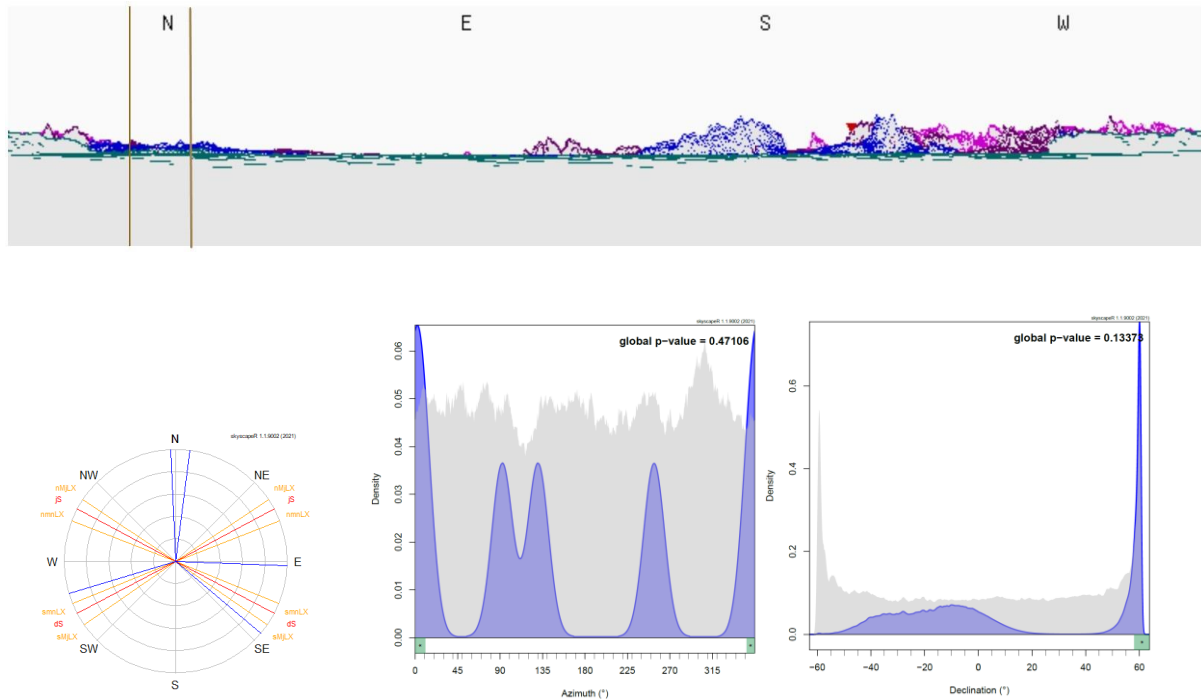 N E S W
skyscapeR 1.1.9002 (2021)
N
NW NE
nMjLX nMjLX
jS jS
nmnLX nmnLX
W E
smnLX smnLX
dS dS
sMjLX sMjLX
SW SE
S
skyscapeR 1.1.9002 (2021)
global p-value = 0.47106
Density
0.06
0.05
0.04
0.03
0.02
0.01
0.00
0 45 90 135 180 225 270 315
Azimuth (°)
skyscapeR 1.1.9002 (2021)
global p-value = 0.13373
Density
0.6
0.4
0.2
0.0
−60 −40 −20 0 20 40 60
Declination (°)